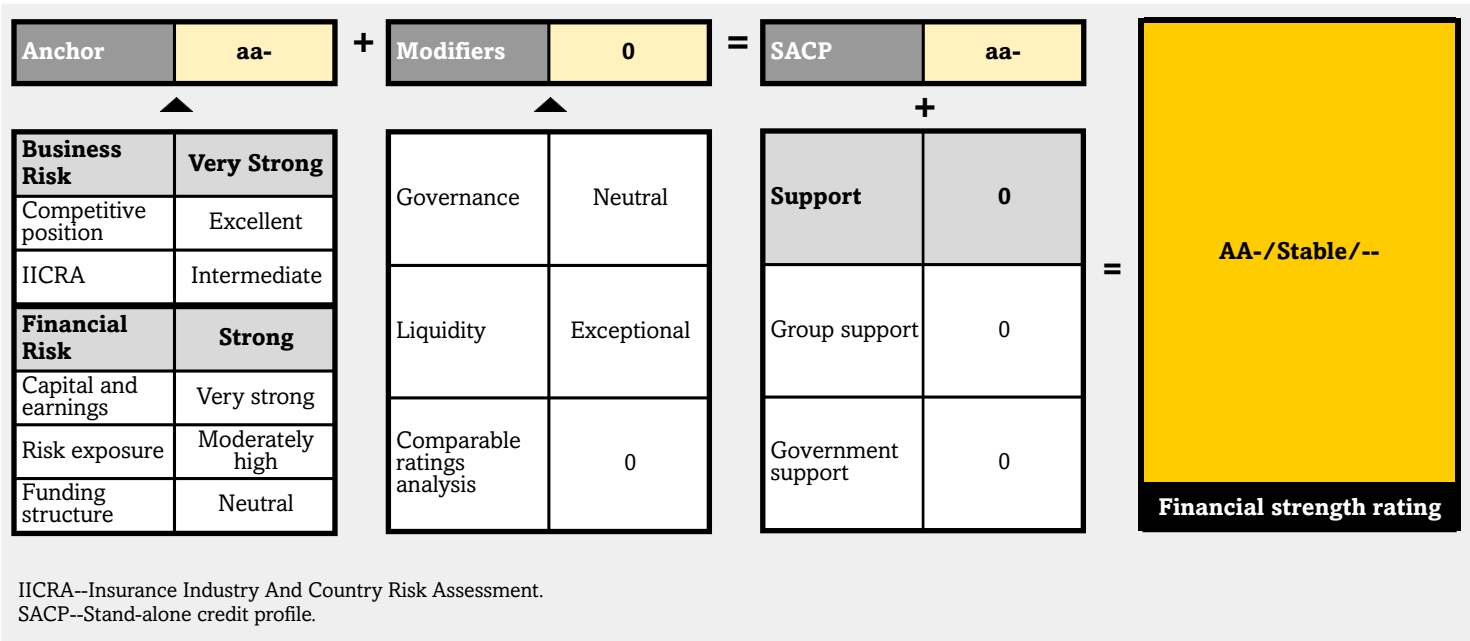 Anchor aa- + Modifiers 0 = SACP aa-
+
Business
Risk
Very Strong
Competitive
position
Excellent
IICRA Intermediate
Financial
Risk
Strong
Capital and
earnings
Very strong
Risk exposure
Moderately
high
Funding
structure
Neutral
Governance Neutral
Liquidity Exceptional
Comparable
ratings
analysis
0
Support 0
Group support 0
Government
support
0
=
AA-/Stable/--
Financial strength rating
IICRA--Insurance Industry And Country Risk Assessment.
SACP--Stand-alone credit profile.